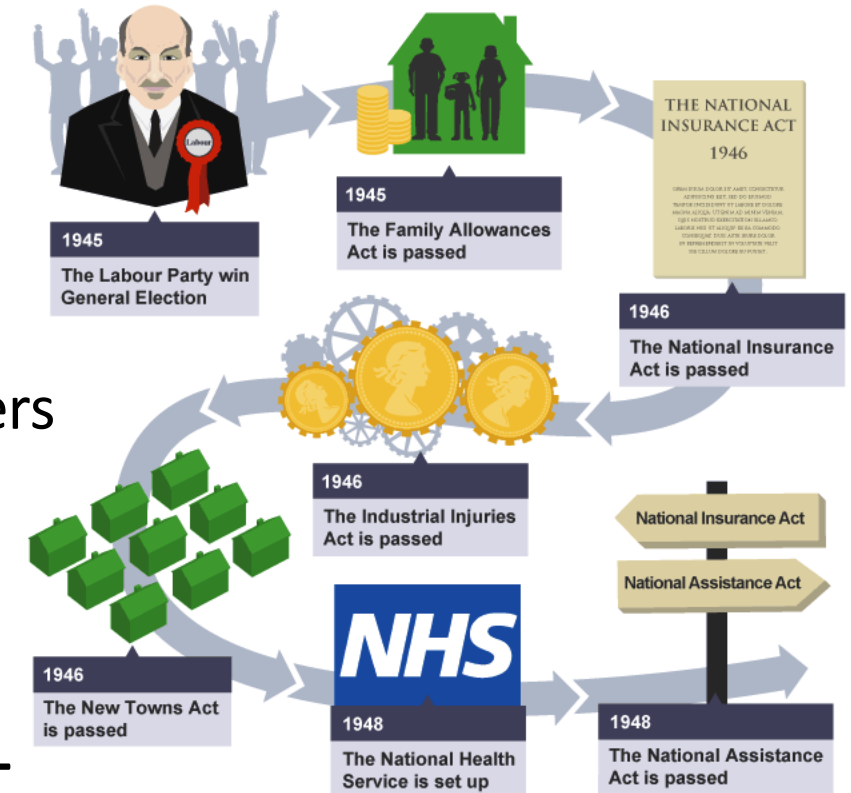 Labour
1945
The Labour Party win
General Election
1945
The Family Allowances
Act is passed
THE NATIONAL
INSURANCE ACT
1946
1946
The National Insurance
Act is passed
ers
1946
The Industrial Injuries
Act is passed
1946
The New Towns Act
is passed
NHS
1948
The National Health
Service is set up
National Insurance Act
National Assistance Act
1948
The National Assistance
Act is passed